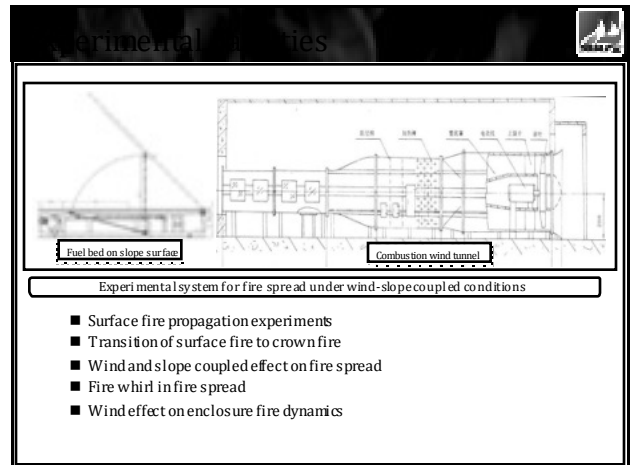 Experimental facilities
Fuel bed on slope surface
Combustion wind tunnel
Experimental system for fire spread under wind-slope coupled conditions
Surface fire propagation experiments
Transition of surface fire to crown fire
Wind and slope coupled effect on fire spread
Fire whirl in fire spread
Wind effect on enclosure fire dynamics